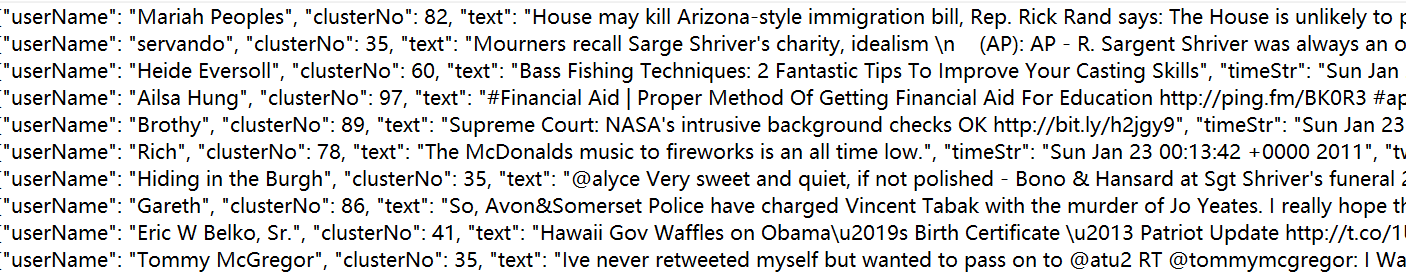 {"userName": "Mariah Peoples", "clusterNo": 82, "text": "House may kill Arizona-style immigration bill, Rep. Rick Rand says: The House is unlikely to p
{"userName": "servando", "clusterNo": 35, "text": "Mourners recall Sarge Shriver's charity, idealism \n    (AP): AP - R. Sargent Shriver was always an o
{"userName": "Heide Eversoll", "clusterNo": 60, "text": "Bass Fishing Techniques: 2 Fantastic Tips To Improve Your Casting Skills", "timeStr": "Sun Jan
{"userName": "Ailsa Hung", "clusterNo": 97, "text": "#Financial Aid | Proper Method Of Getting Financial Aid For Education http://ping.fm/BK0R3 #ap
{"userName": "Brothy", "clusterNo": 89, "text": "Supreme Court: NASA's intrusive background checks OK http://bit.ly/h2jgy9", "timeStr": "Sun Jan 23
{"userName": "Rich", "clusterNo": 78, "text": "The McDonalds music to fireworks is an all time low.", "timeStr": "Sun Jan 23 00:13:42 +0000 2011", "tw
{"userName": "Hiding in the Burgh", "clusterNo": 35, "text": "@alyce Very sweet and quiet, if not polished - Bono & Hansard at Sgt Shriver's funeral 2
{"userName": "Gareth", "clusterNo": 86, "text": "So, Avon&Somerset Police have charged Vincent Tabak with the murder of Jo Yeates. I really hope th
{"userName": "Eric W Belko, Sr.", "clusterNo": 41, "text": "Hawaii Gov Waffles on Obama\u2019s Birth Certificate \u2013 Patriot Update http://t.co/1U
{"userName": "Tommy McGregor", "clusterNo": 35, "text": "Ive never retweeted myself but wanted to pass on to @atu2 RT @tommymcgregor: I Wa